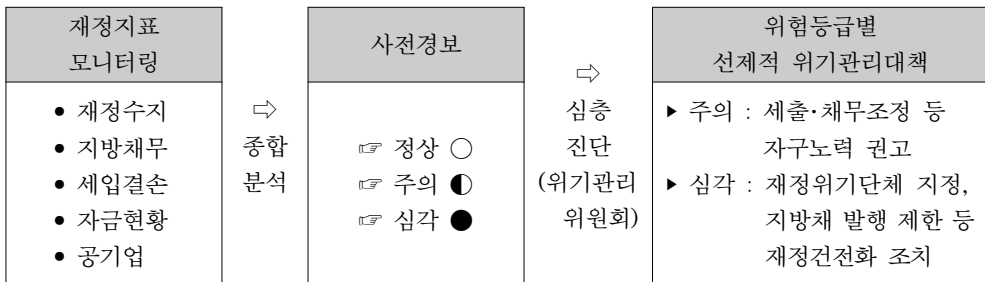 재정지표
모니터링
• 재정수지
• 지방채무
• 세입결손
• 자금현황
• 공기업
⇨
종합
분석
사전경보
☞ 정상 ○
☞ 주의 ◐
☞ 심각 ●
⇨
심층
진단
(위기관리
위원회)
위험등급별
선제적 위기관리대책
▶ 주의 : 세출·채무조정 등
자구노력 권고
▶ 심각 : 재정위기단체 지정,
지방채 발행 제한 등
재정건전화 조치